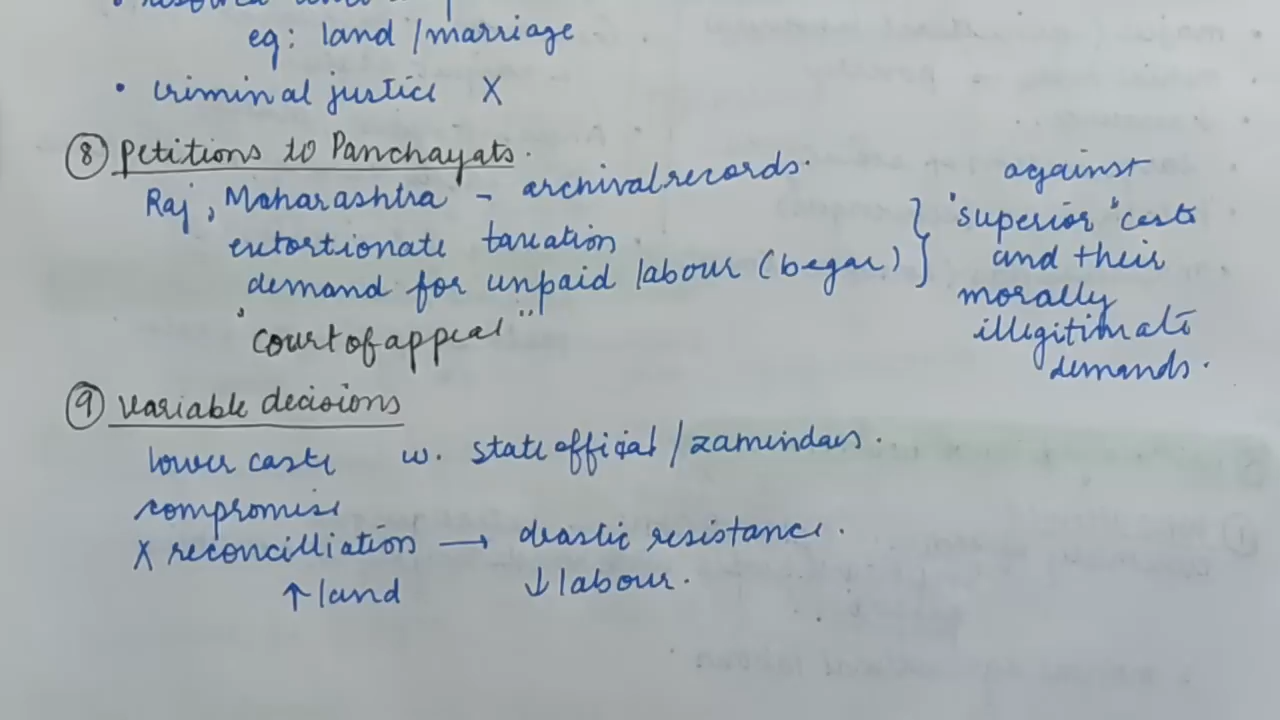 eg: land / marriage
• criminal justice X
⑧ Petitions to Panchayats.
Raj, Maharashtra - archival records.
extortionate taxation
demand for unpaid labour (begar)
"court of appeal"
against
"superior" caste
and their
morally
illegitimate
demands.
⑨ Variable decisions
lower caste w. state official / zamindars.
compromise
X reconcilliation → drastic resistance.
↑ land ↓ labour.